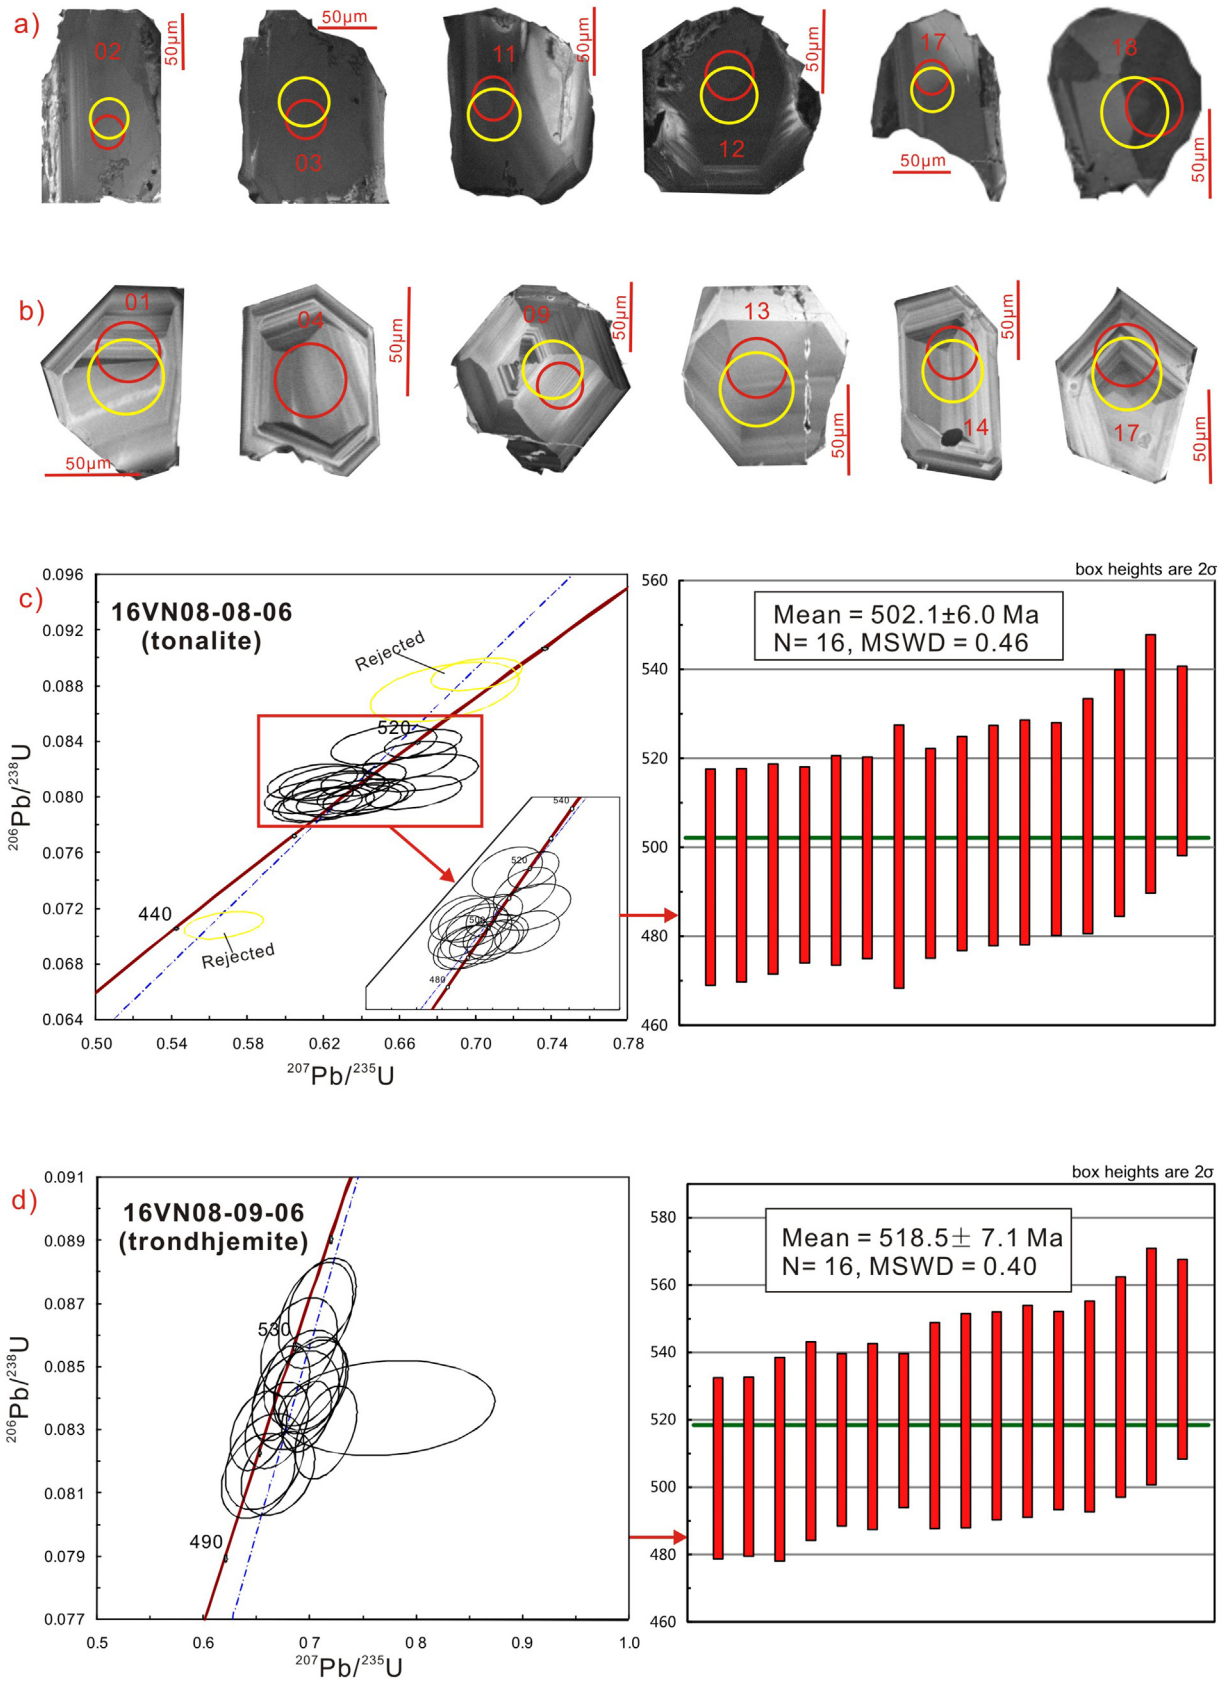 a)
02
50μm
50μm
03
11
50μm
12
50μm
17
50μm
18
50μm
b)
01
50μm
04
50μm
09
50μm
13
50μm
14
50μm
17
50μm
c)
16VN08-08-06
(tonalite)
Rejected
520
440
Rejected
540
520
500
480
0.096
0.092
0.088
0.084
0.080
0.076
0.072
0.068
0.064
206Pb/238U
0.50
0.54
0.58
0.62
0.66
0.70
0.74
0.78
207Pb/235U
box heights are 2σ
Mean = 502.1±6.0 Ma
N= 16, MSWD = 0.46
560
540
520
500
480
460
d)
16VN08-09-06
(trondhjemite)
530
490
0.091
0.089
0.087
0.085
0.083
0.081
0.079
0.077
206Pb/238U
0.5
0.6
0 7
0 8
0.9
1.0
207Pb/235U
box heights are 2σ
Mean = 518.5± 7.1 Ma
N= 16, MSWD = 0.40
580
560
540
520
500
480
460